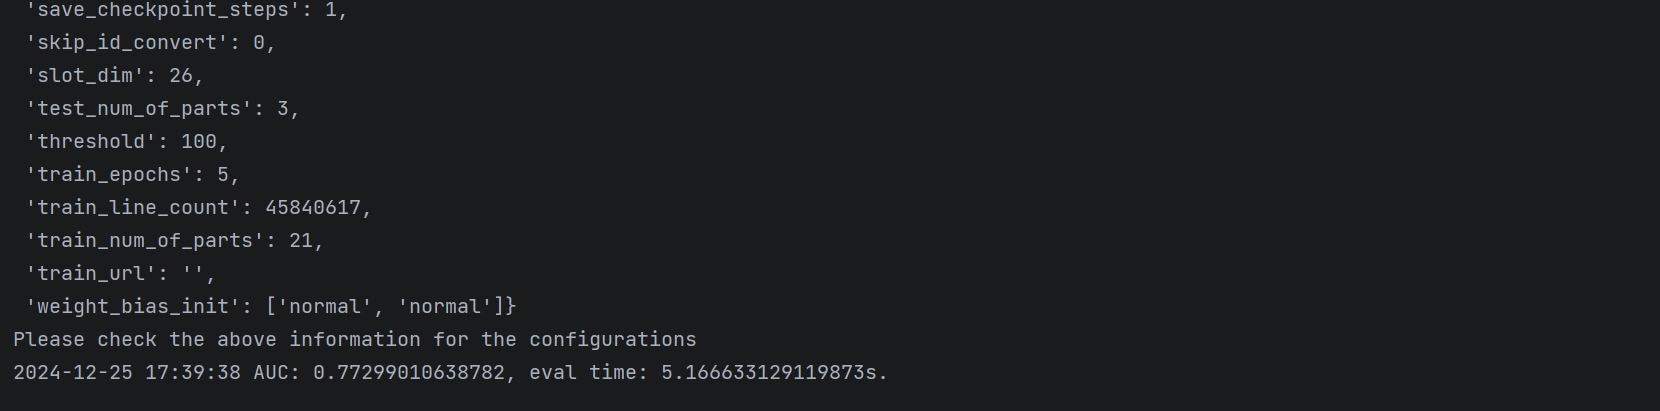 'save_checkpoint_steps': 1,
'skip_id_convert': 0,
'slot_dim': 26,
'test_num_of_parts': 3,
'threshold': 100,
'train_epochs': 5,
'train_line_count': 45840617,
'train_num_of_parts': 21,
'train_url': '',
'weight_bias_init': ['normal', 'normal']}
Please check the above information for the configurations
2024-12-25 17:39:38 AUC: 0.77299010638782, eval time: 5.166633129119873s.